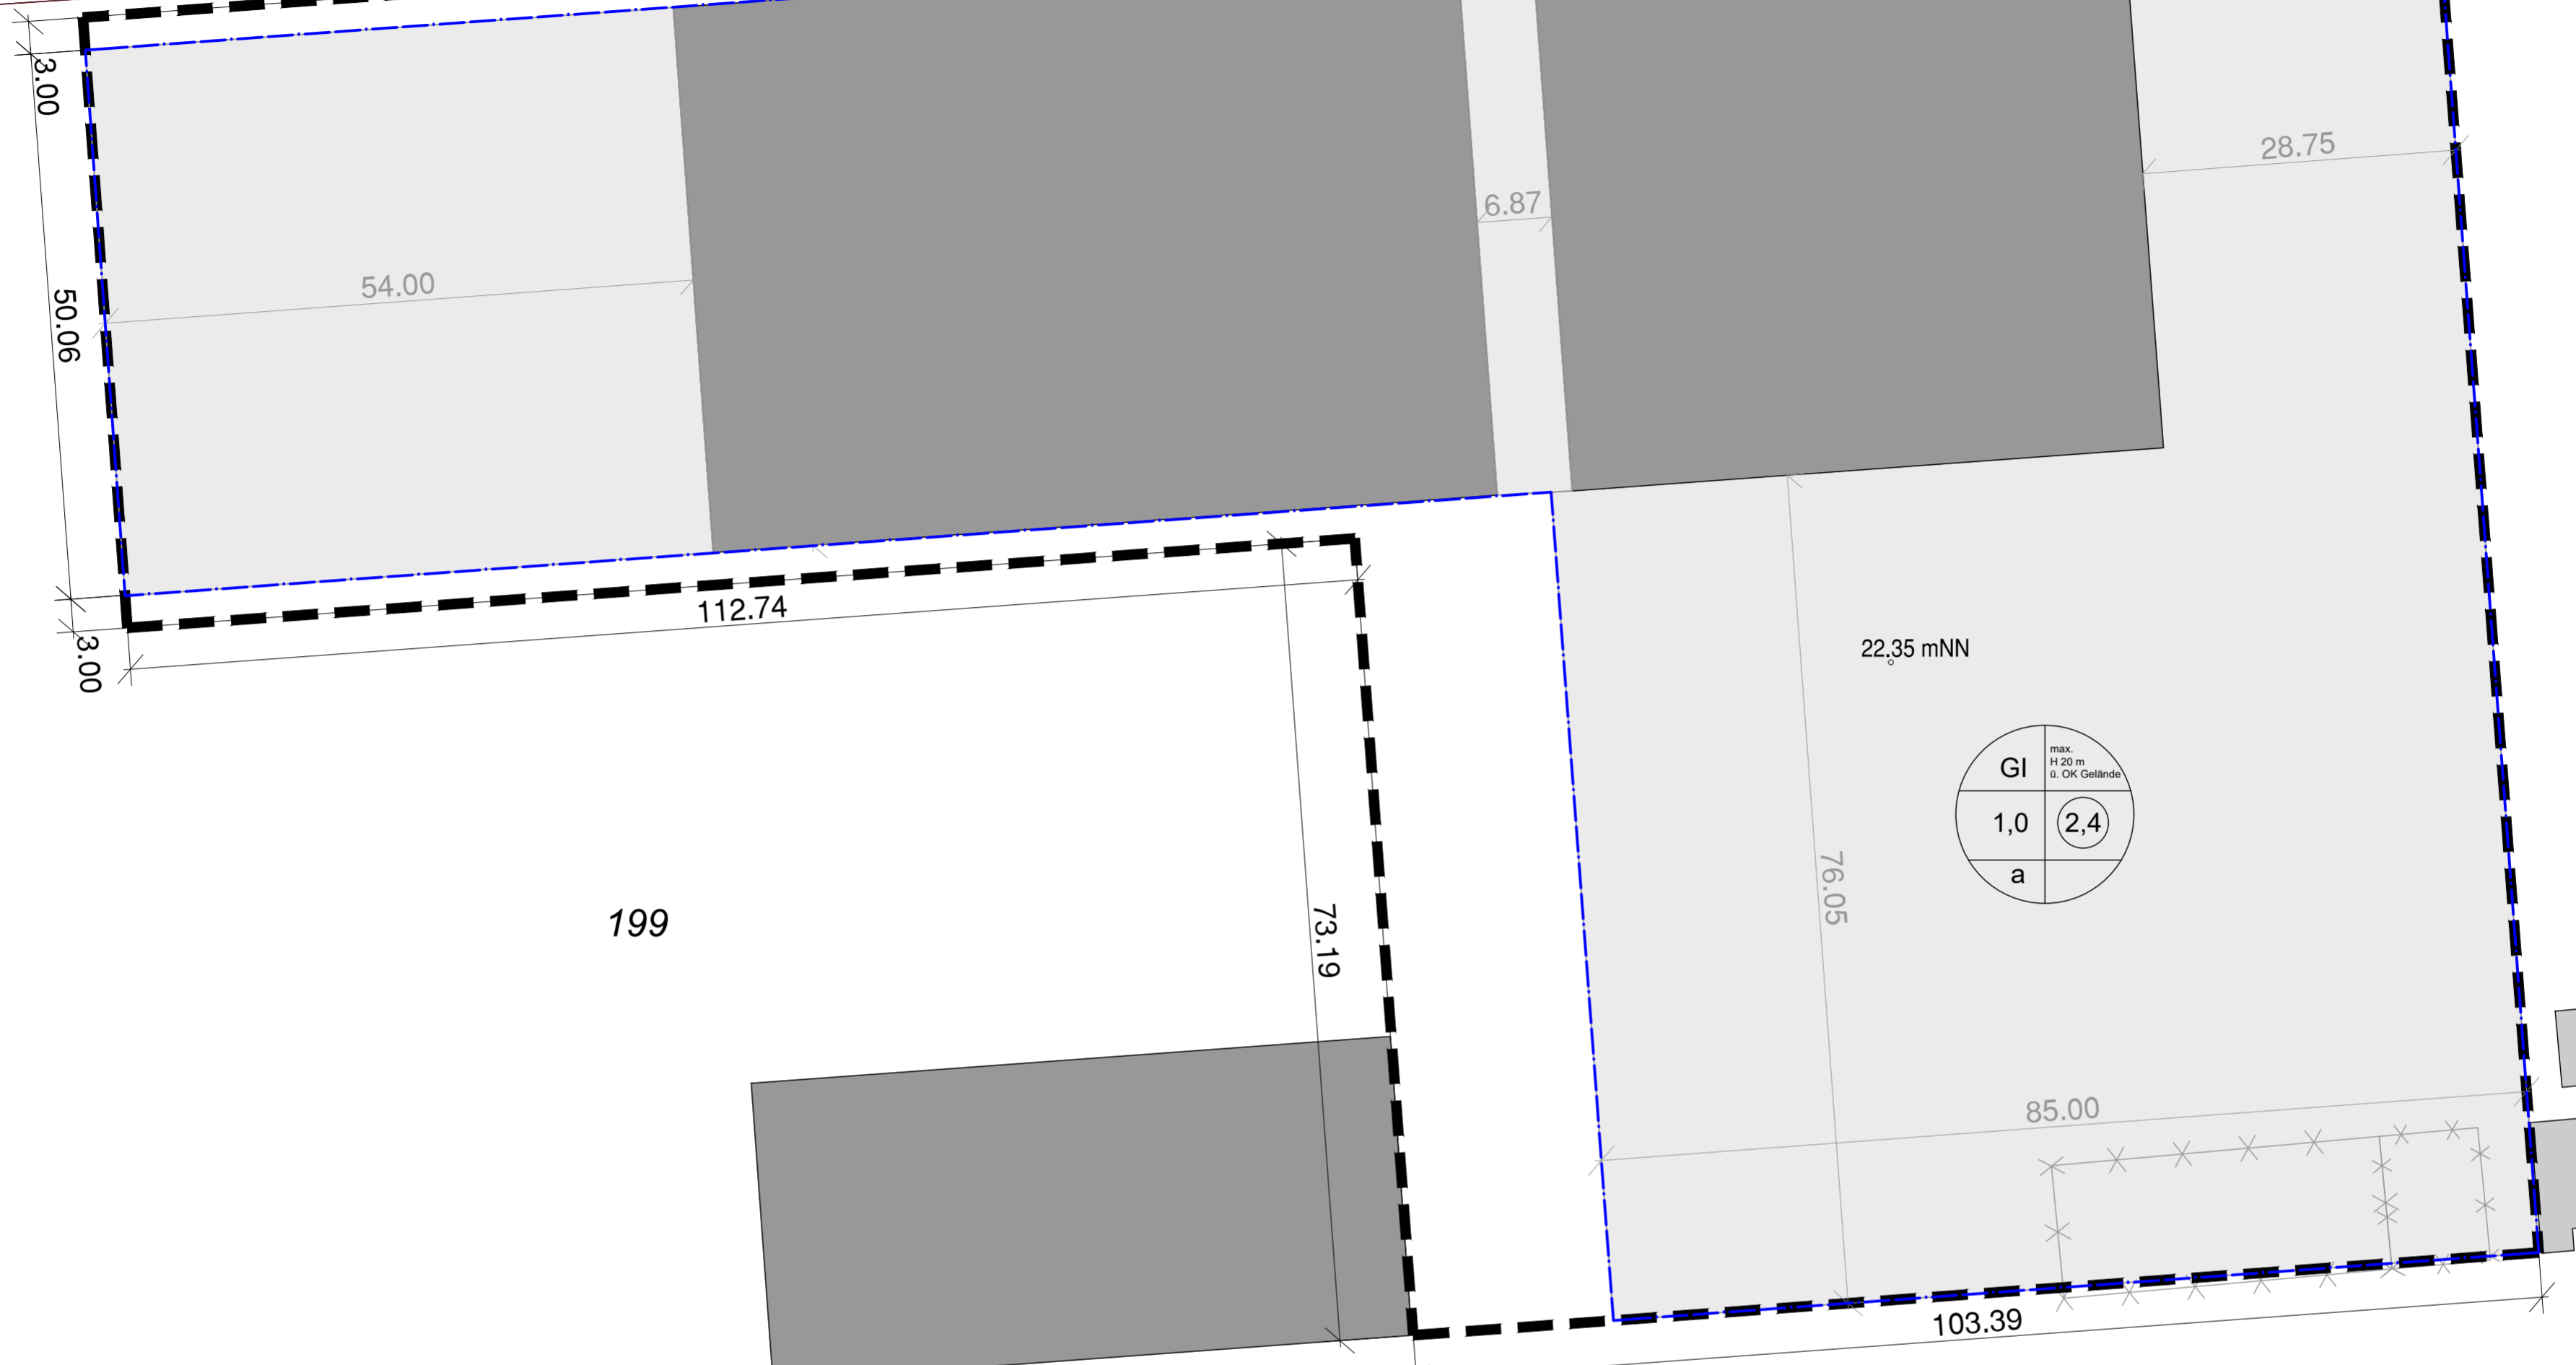 3.00
28.75
6.87
54.00
50.06
112.74
3.00
22.35 mNN
GI
max.
H 20 m
ü. OK Gelände
1,0
2,4
a
76.05
199
73.19
85.00
103.39